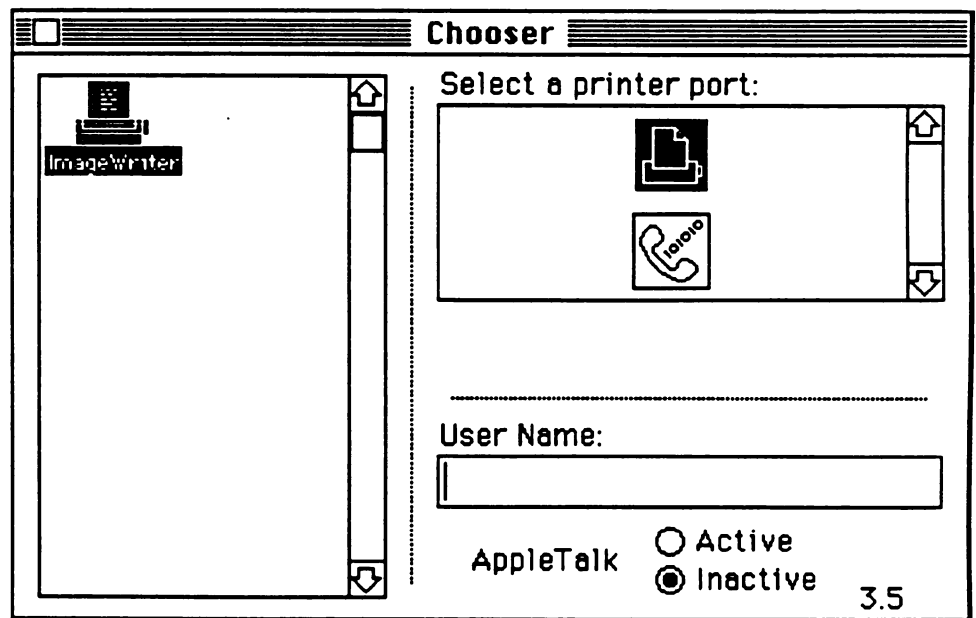 Chooser
ImageWriter
Select a printer port:
User Name:
AppleTalk
Active
Inactive
3.5